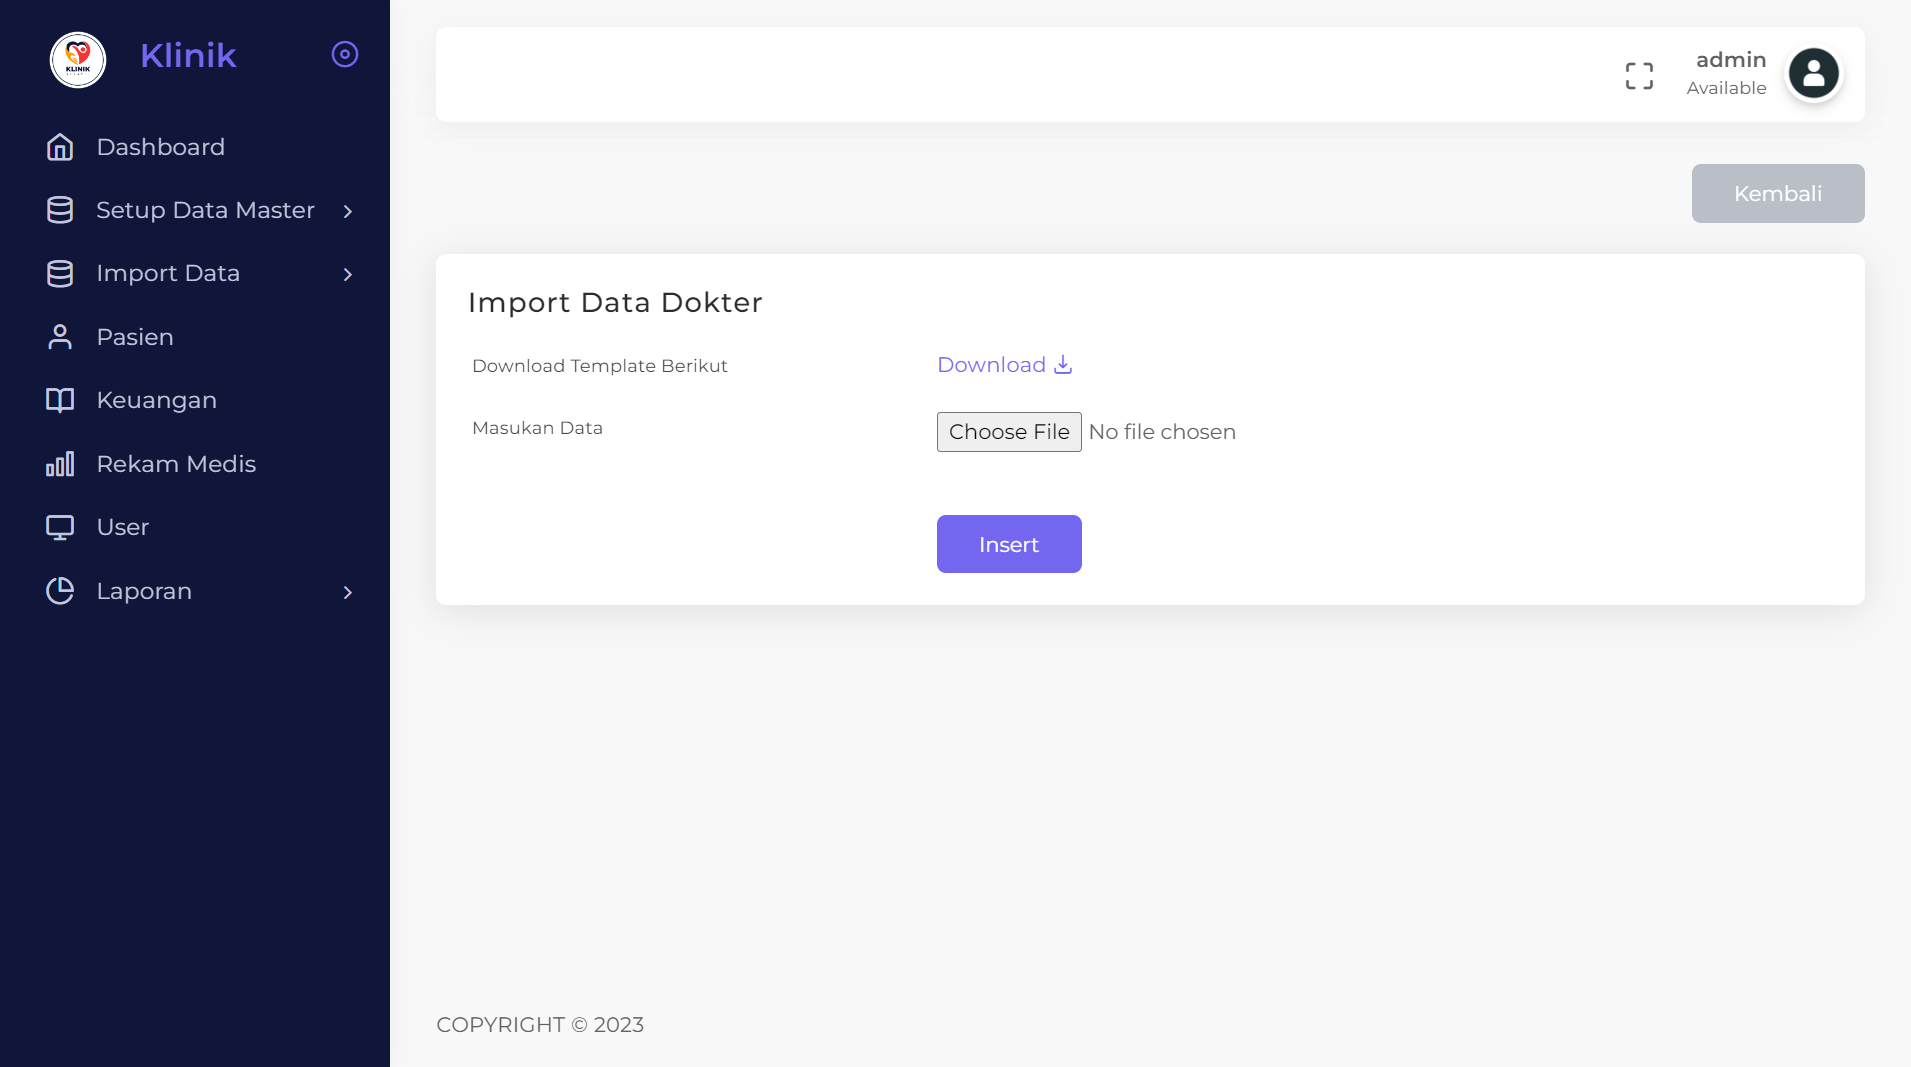 KLINIK
Klinik
admin
Available
Dashboard
Setup Data Master
Import Data
Pasien
Keuangan
Rekam Medis
User
Laporan
Kembali
Import Data Dokter
Download Template Berikut
Download
Masukan Data
Choose File No file chosen
Insert
COPYRIGHT © 2023